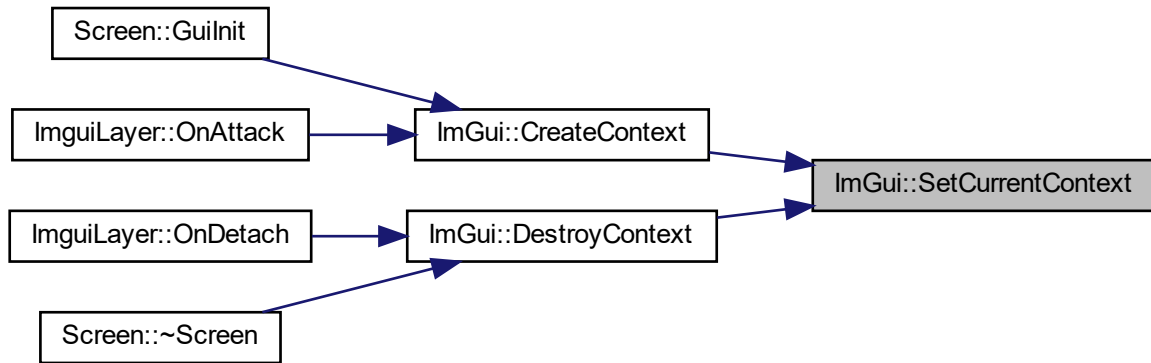 Screen::GuiInit
ImguiLayer::OnAttack
ImGui::CreateContext
ImGui::SetCurrentContext
ImguiLayer::OnDetach
ImGui::DestroyContext
Screen::~Screen